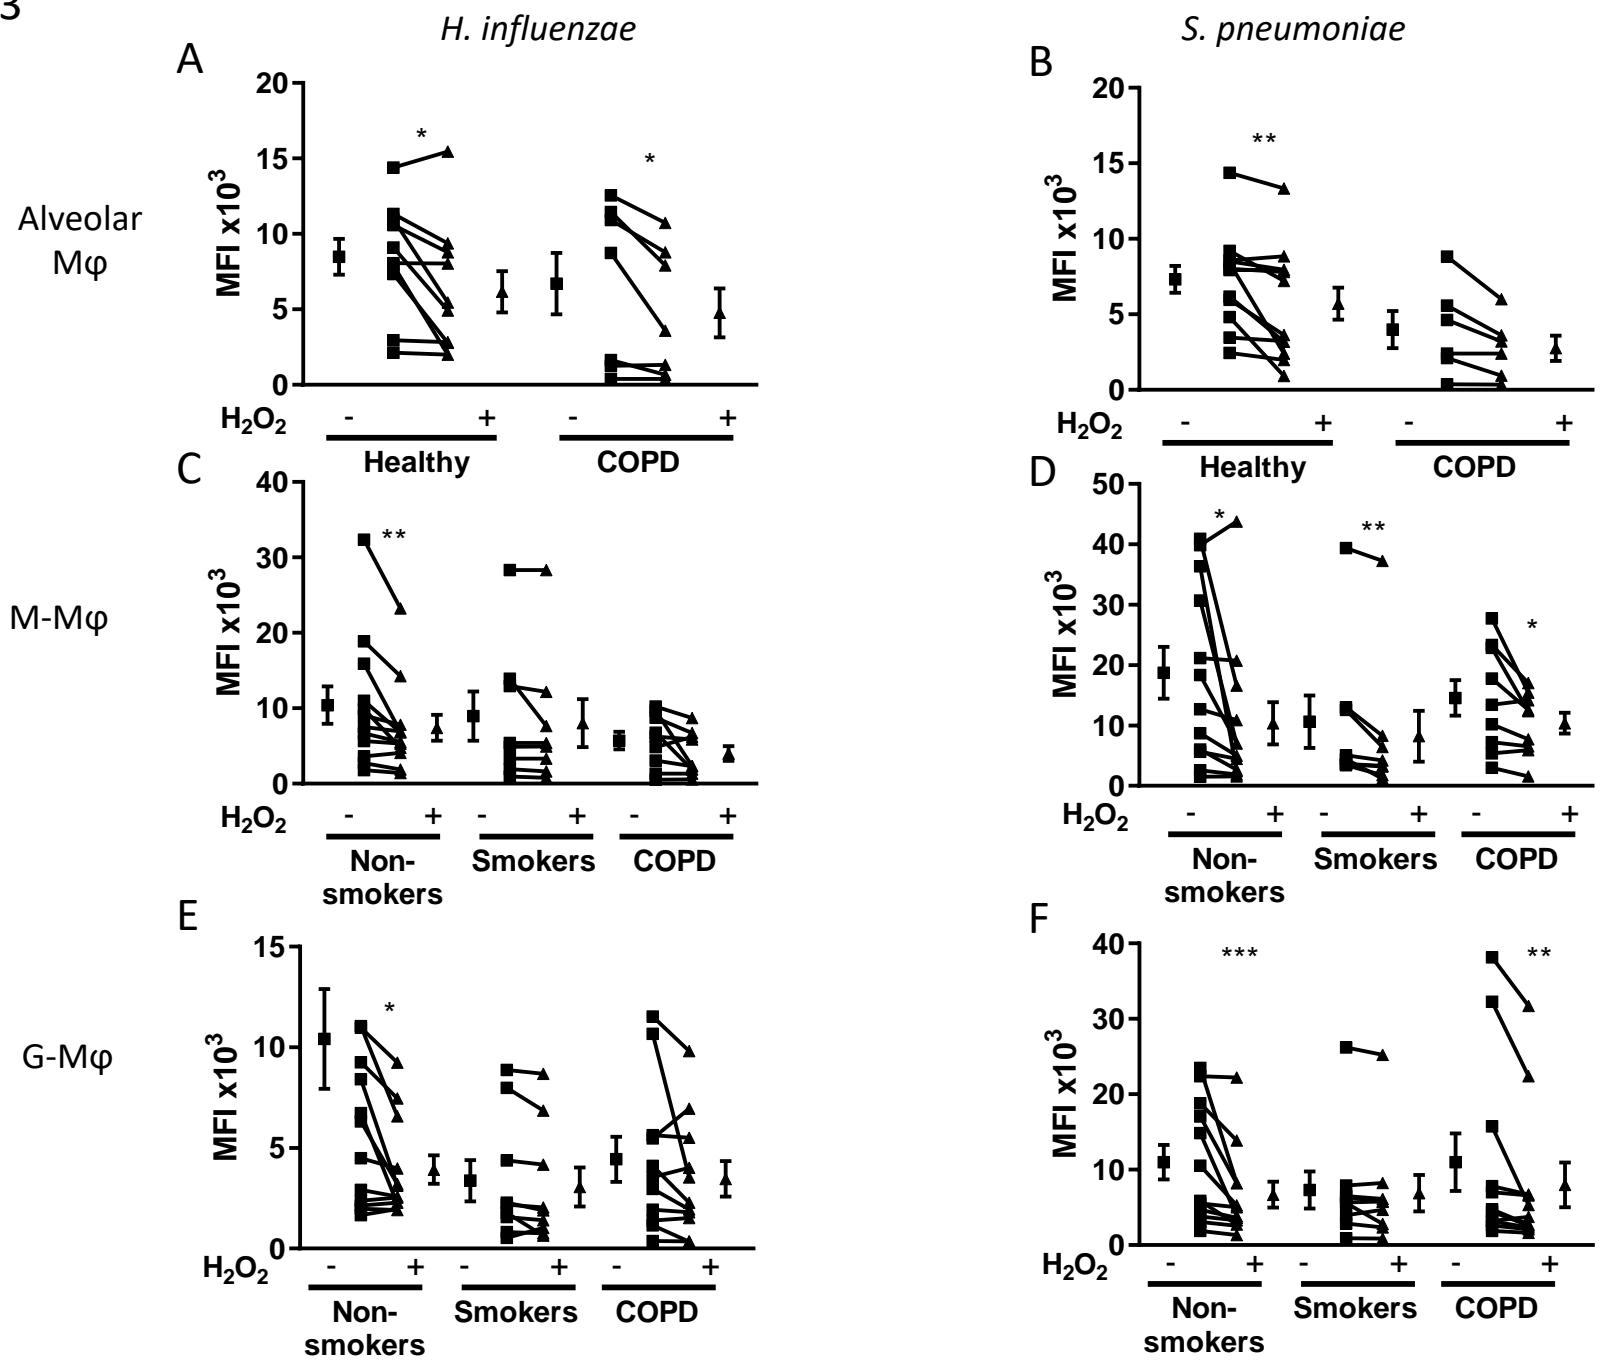 3
H. influenzae
S. pneumoniae
Alveolar
Mφ
A
MFI x10³
20
15
10
5
0
*
*
H₂O₂ - + - +
Healthy COPD
B
MFI x10³
20
15
10
5
0
**
H₂O₂ - + - +
Healthy COPD
M-Mφ
C
MFI x10³
40
30
20
10
0
**
H₂O₂ - + - + - +
Non- Smokers COPD
smokers
D
MFI x10³
50
40
30
20
10
0
*
**
*
H₂O₂ - + - + - +
Non- Smokers COPD
smokers
G-Mφ
E
MFI x10³
15
10
5
0
*
H₂O₂ - + - + - +
Non- Smokers COPD
smokers
F
MFI x10³
40
30
20
10
0
***
**
H₂O₂ - + - + - +
Non- Smokers COPD
smokers